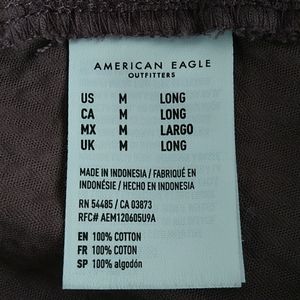 AMERICAN EAGLE
OUTFITTERS
US M LONG
CA M LONG
MX M LARGO
UK M LONG
MADE IN INDONESIA / FABRIQUÉ EN
INDONÉSIE / HECHO EN INDONESIA
RN 54485 / CA 03873
RFC# AEM120605U9A
EN 100% COTTON
FR 100% COTON
SP 100% algodón